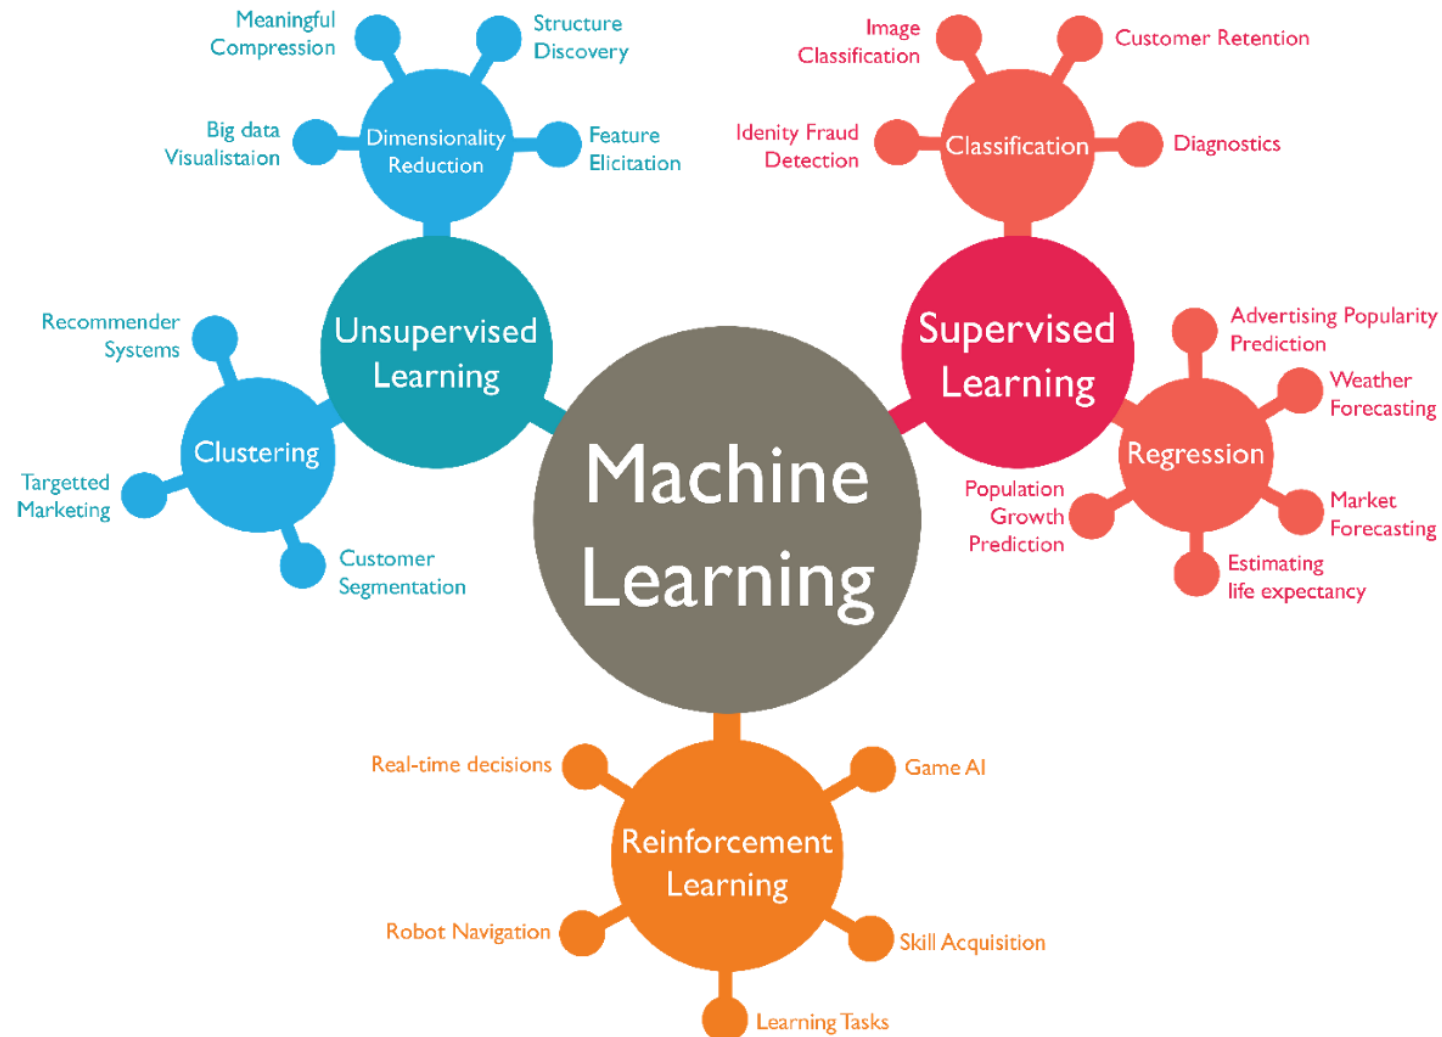 Meaningful
Compression
Structure
Discovery
Big data
Visualistaion
Dimensionality
Reduction
Feature
Elicitation
Image
Classification
Customer Retention
Idenity Fraud
Detection
Classification
Diagnostics
Unsupervised
Learning
Recommender
Systems
Clustering
Targetted
Marketing
Customer
Segmentation
Supervised
Learning
Advertising Popularity
Prediction
Weather
Forecasting
Regression
Population
Growth
Prediction
Market
Forecasting
Estimating
life expectancy
Machine
Learning
Real-time decisions
Game AI
Reinforcement
Learning
Robot Navigation
Skill Acquisition
Learning Tasks